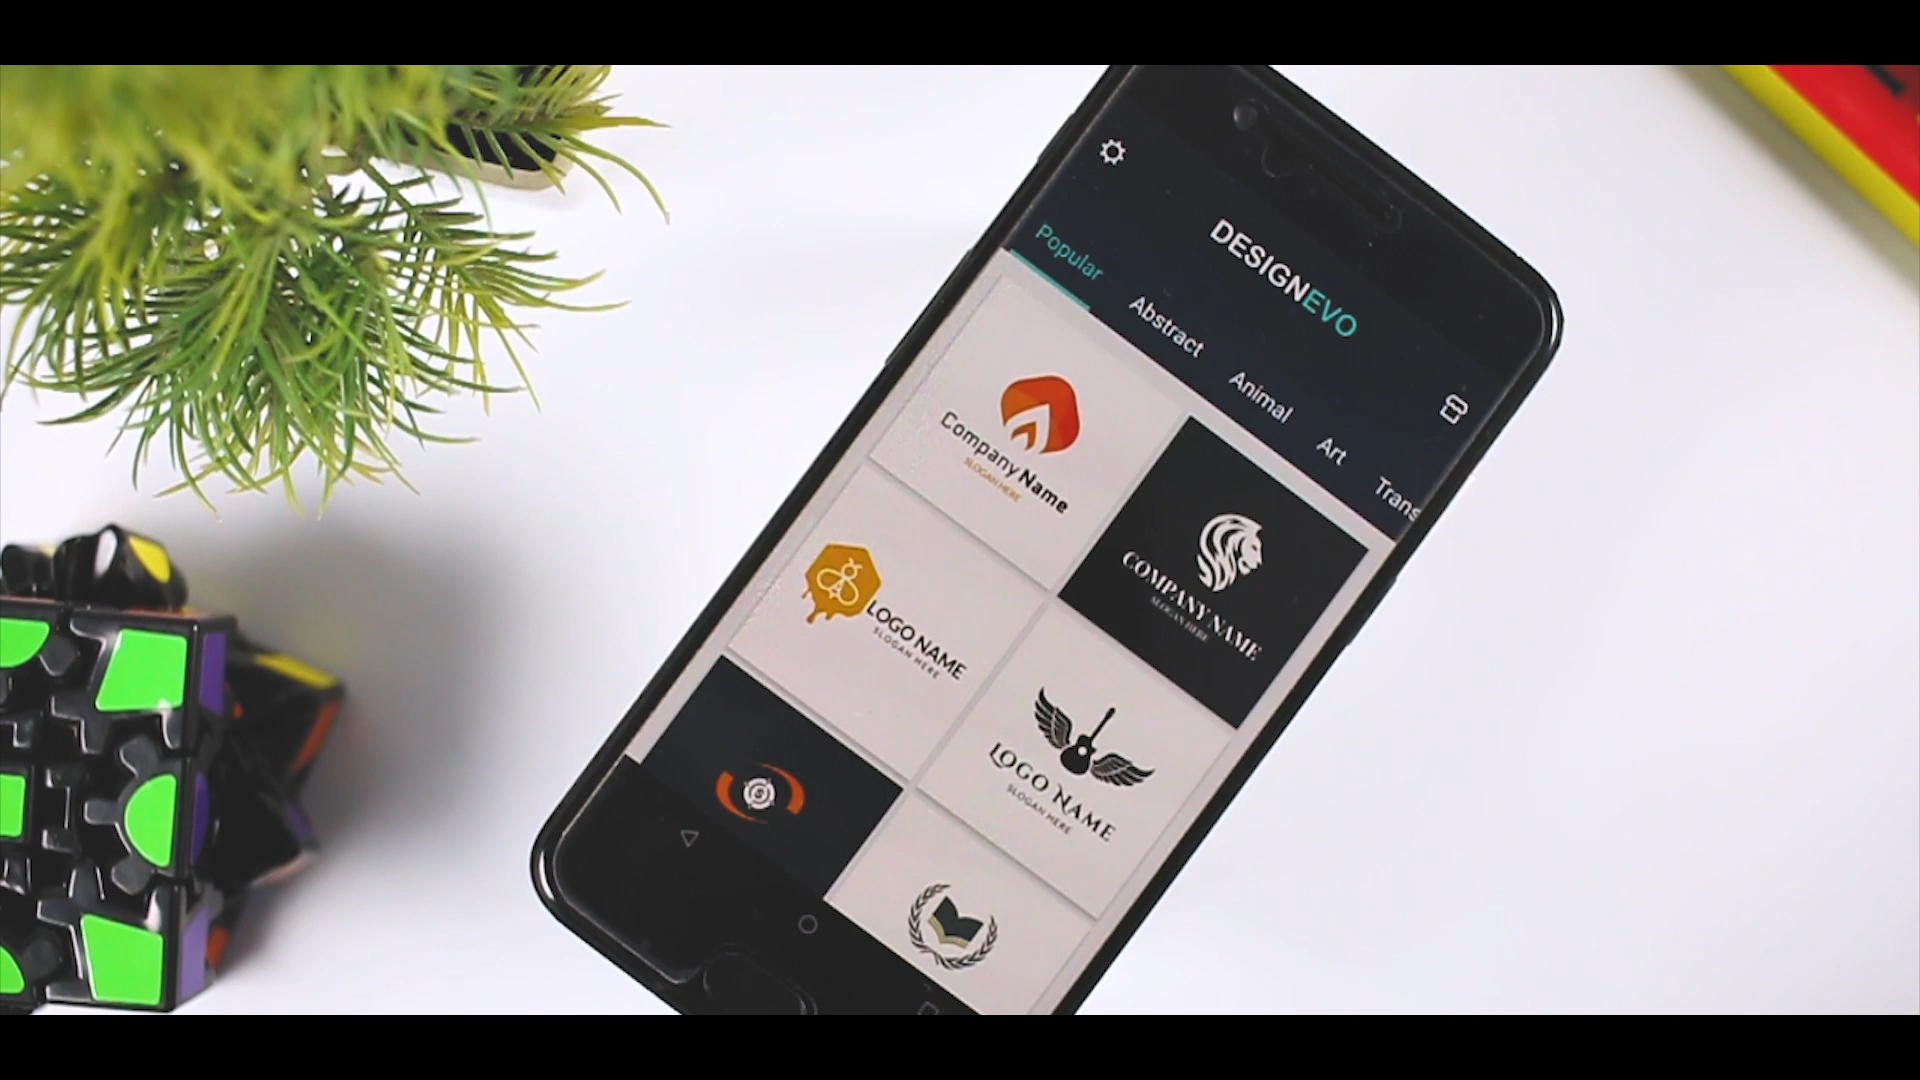 DESIGNEVO
Popular
Abstract
Animal
Art
Trans
Company Name
SLOGAN HERE
COMPANY NAME
SLOGAN HERE
LOGO NAME
SLOGAN HERE
LOGO NAME
SLOGAN HERE
S